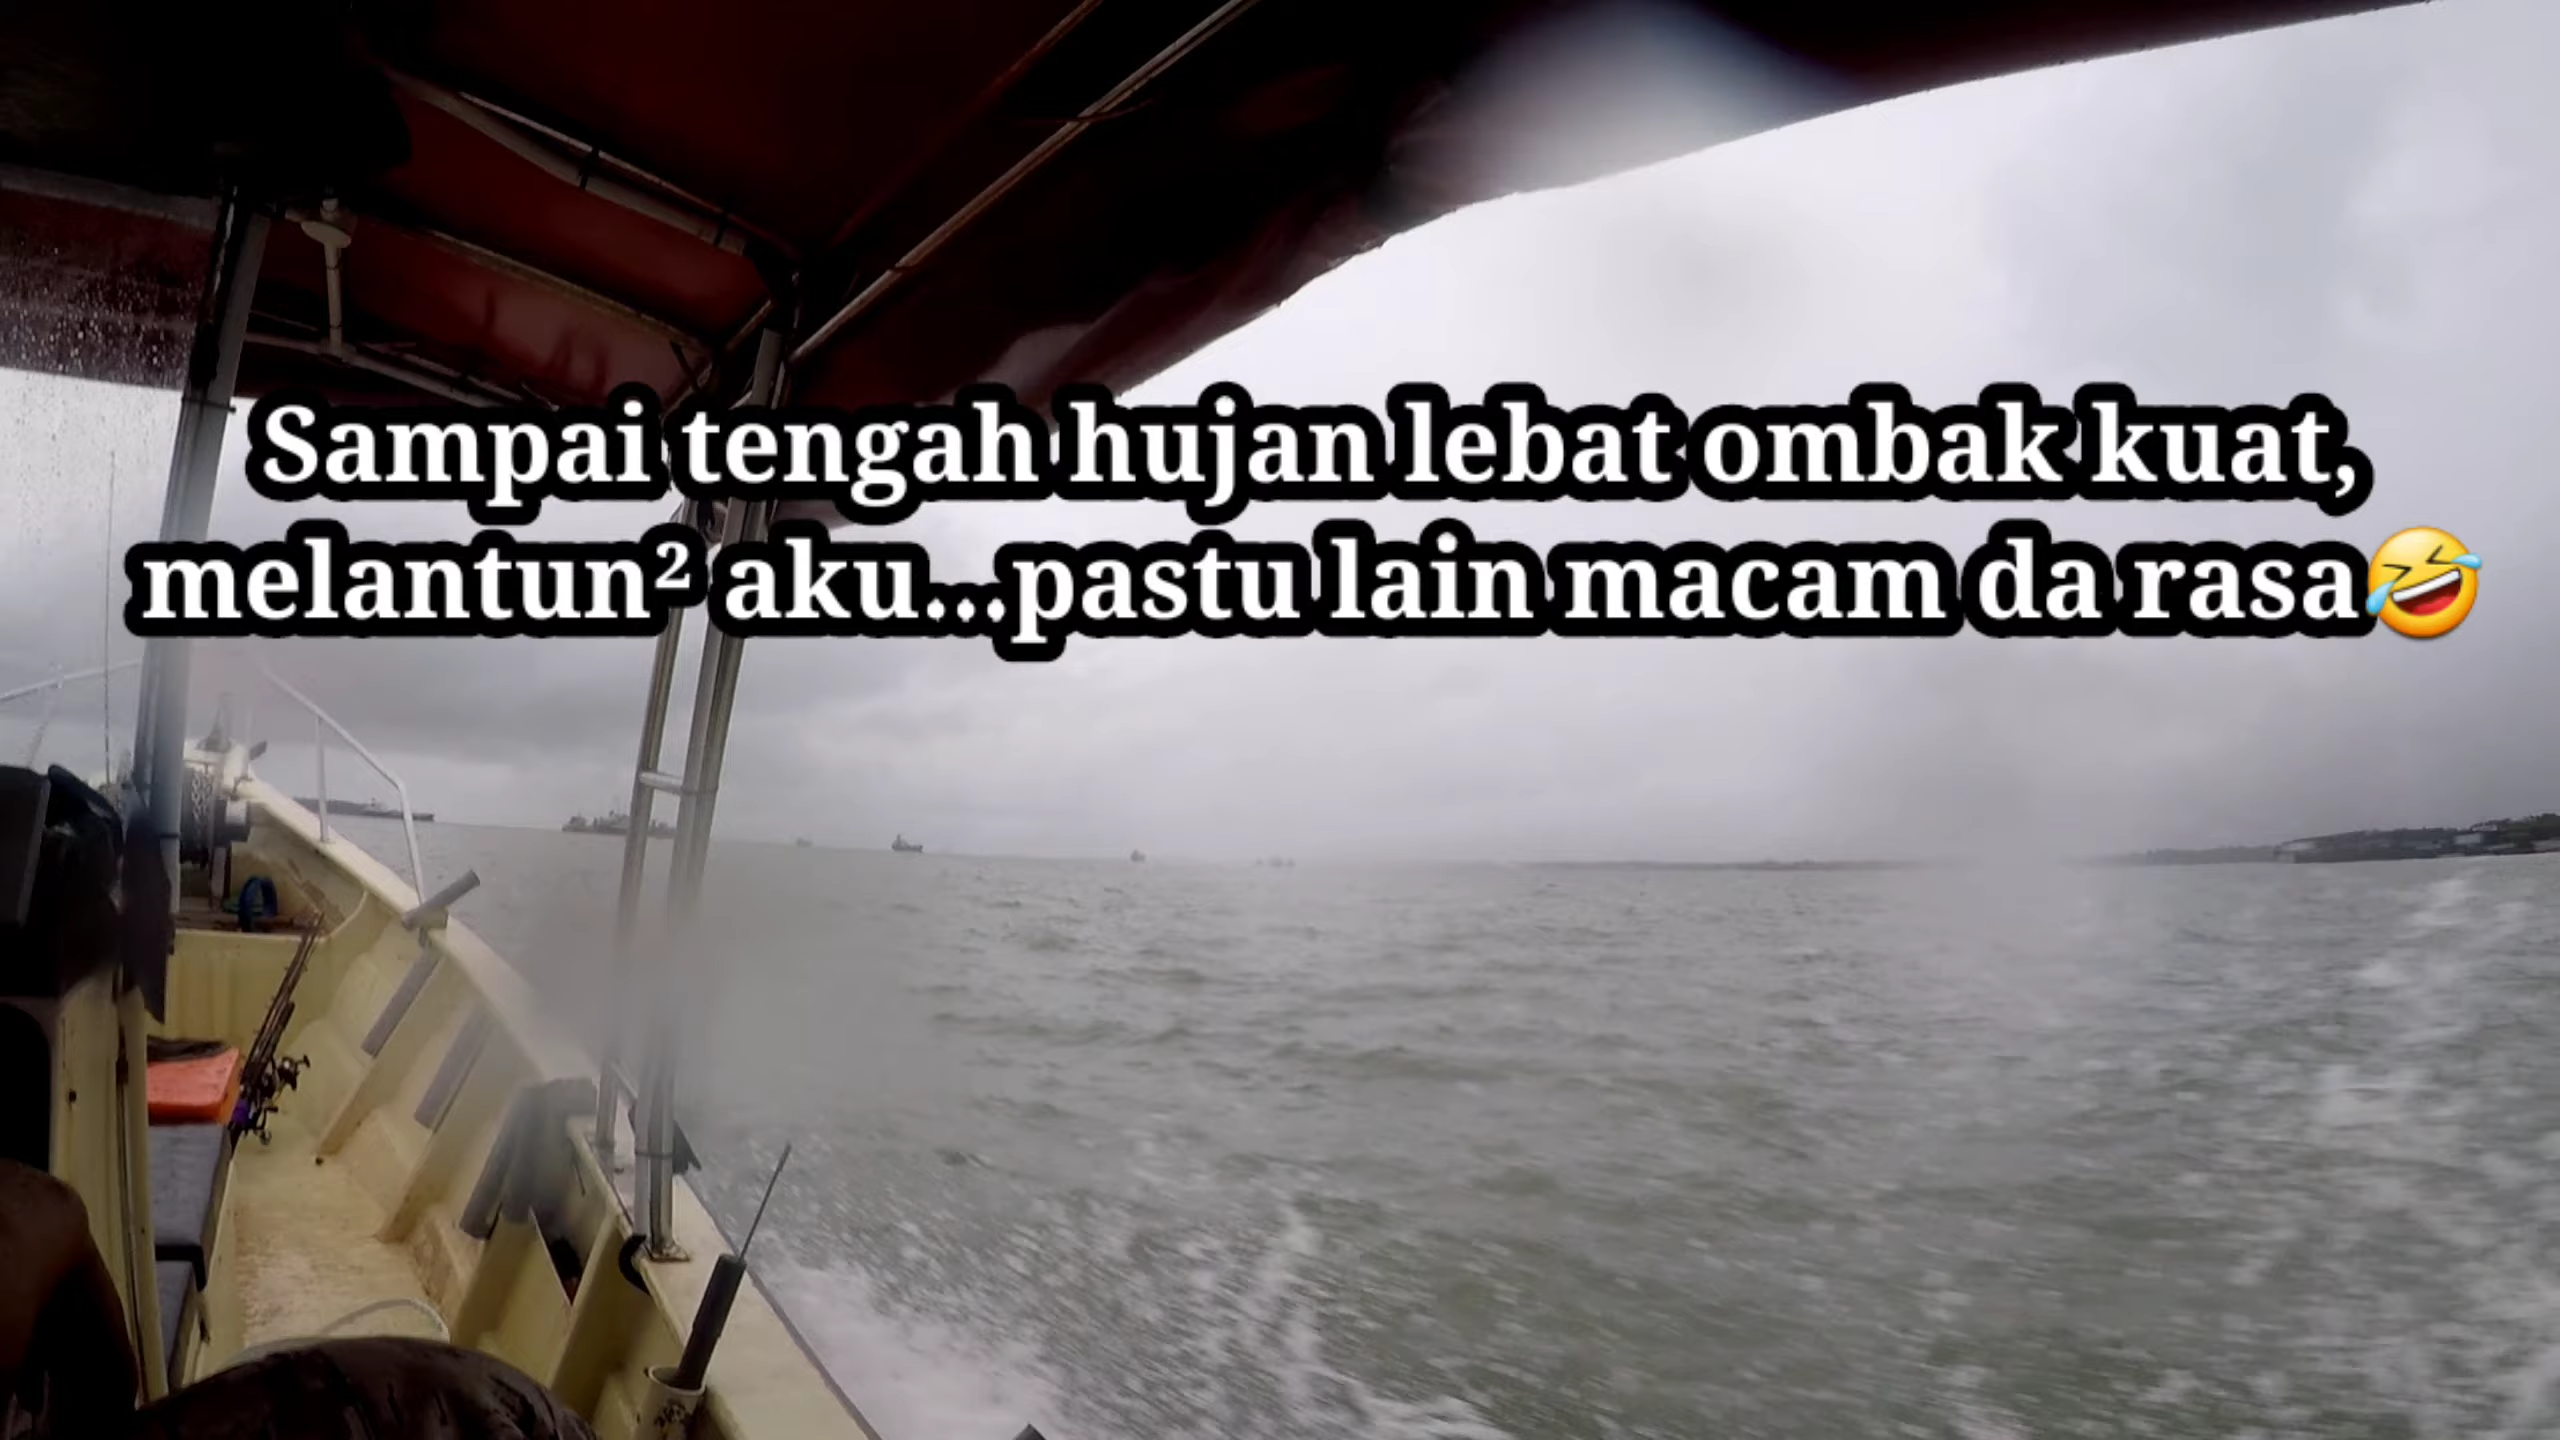 Sampai tengah hujan lebat ombak kuat,
melantun² aku...pastu lain macam da rasa🤣